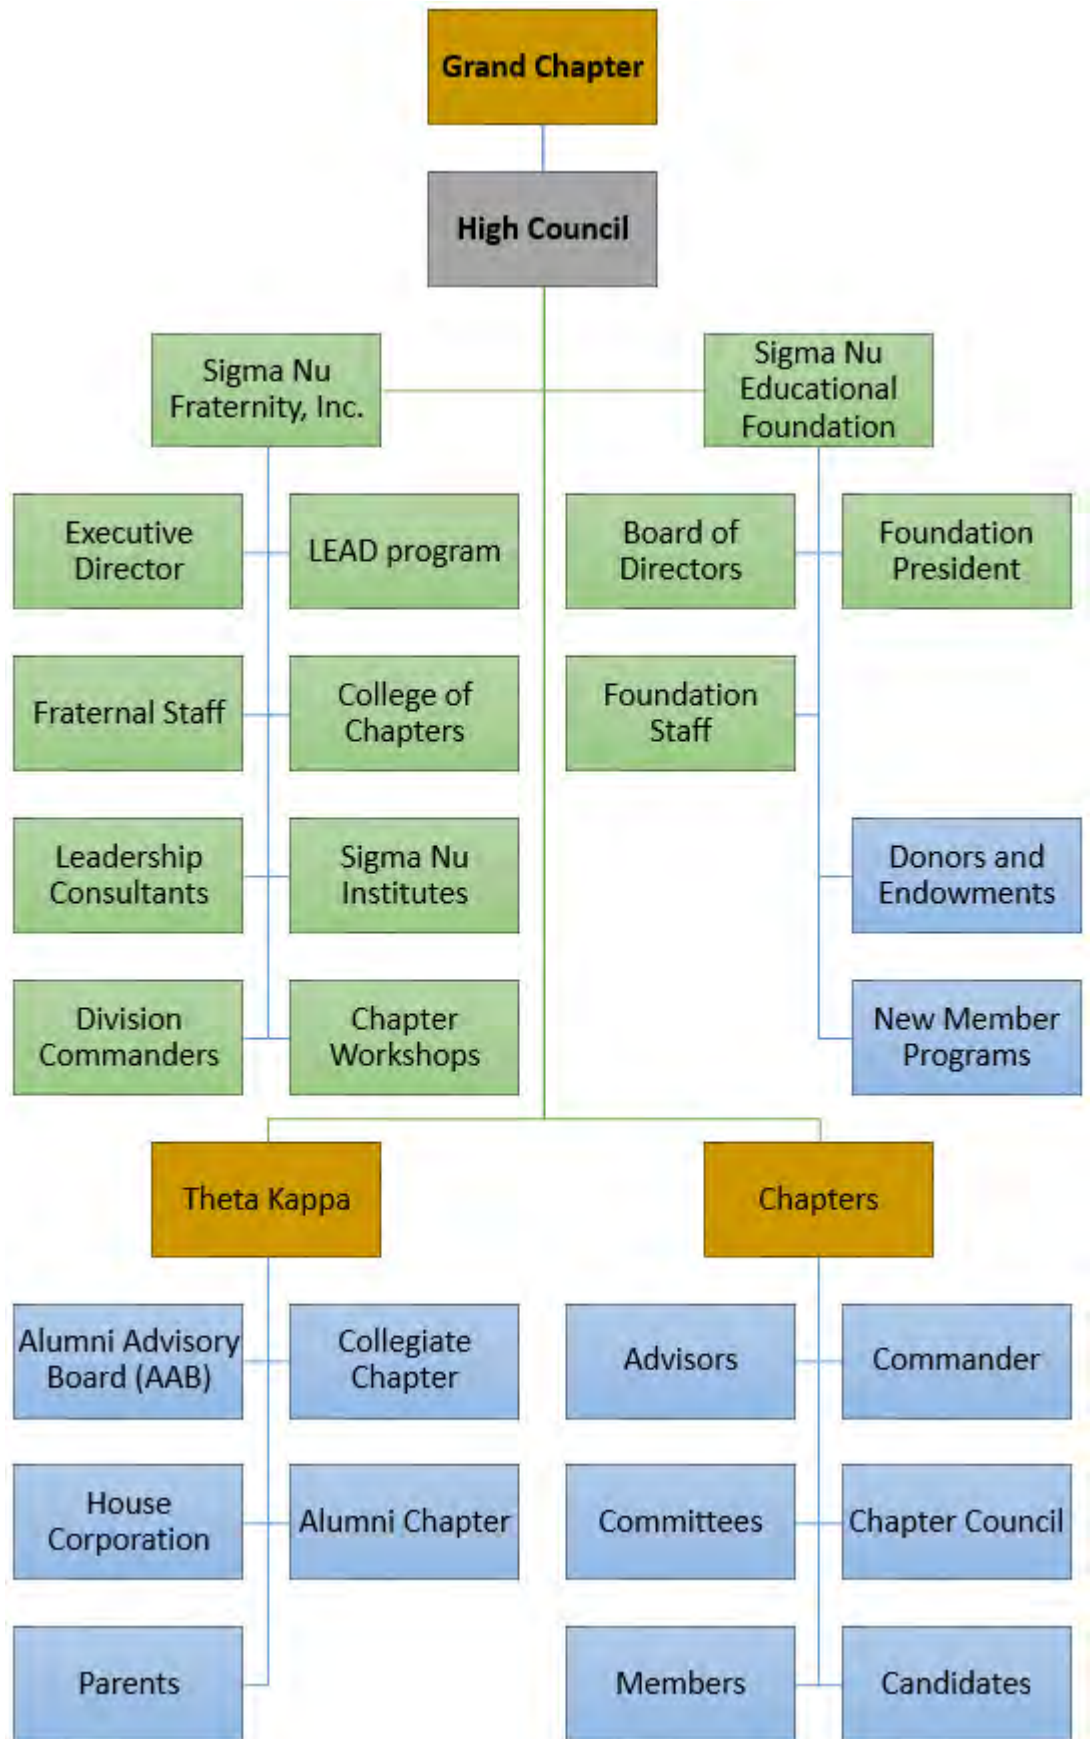 Grand Chapter
High Council
Sigma Nu
Fraternity, Inc.
Sigma Nu
Educational
Foundation
Executive
Director
LEAD program
Board of
Directors
Foundation
President
Fraternal Staff
College of
Chapters
Foundation
Staff
Leadership
Consultants
Sigma Nu
Institutes
Donors and
Endowments
Division
Commanders
Chapter
Workshops
New Member
Programs
Theta Kappa
Chapters
Alumni Advisory
Board (AAB)
Collegiate
Chapter
Advisors
Commander
House
Corporation
Alumni Chapter
Committees
Chapter Council
Parents
Members
Candidates